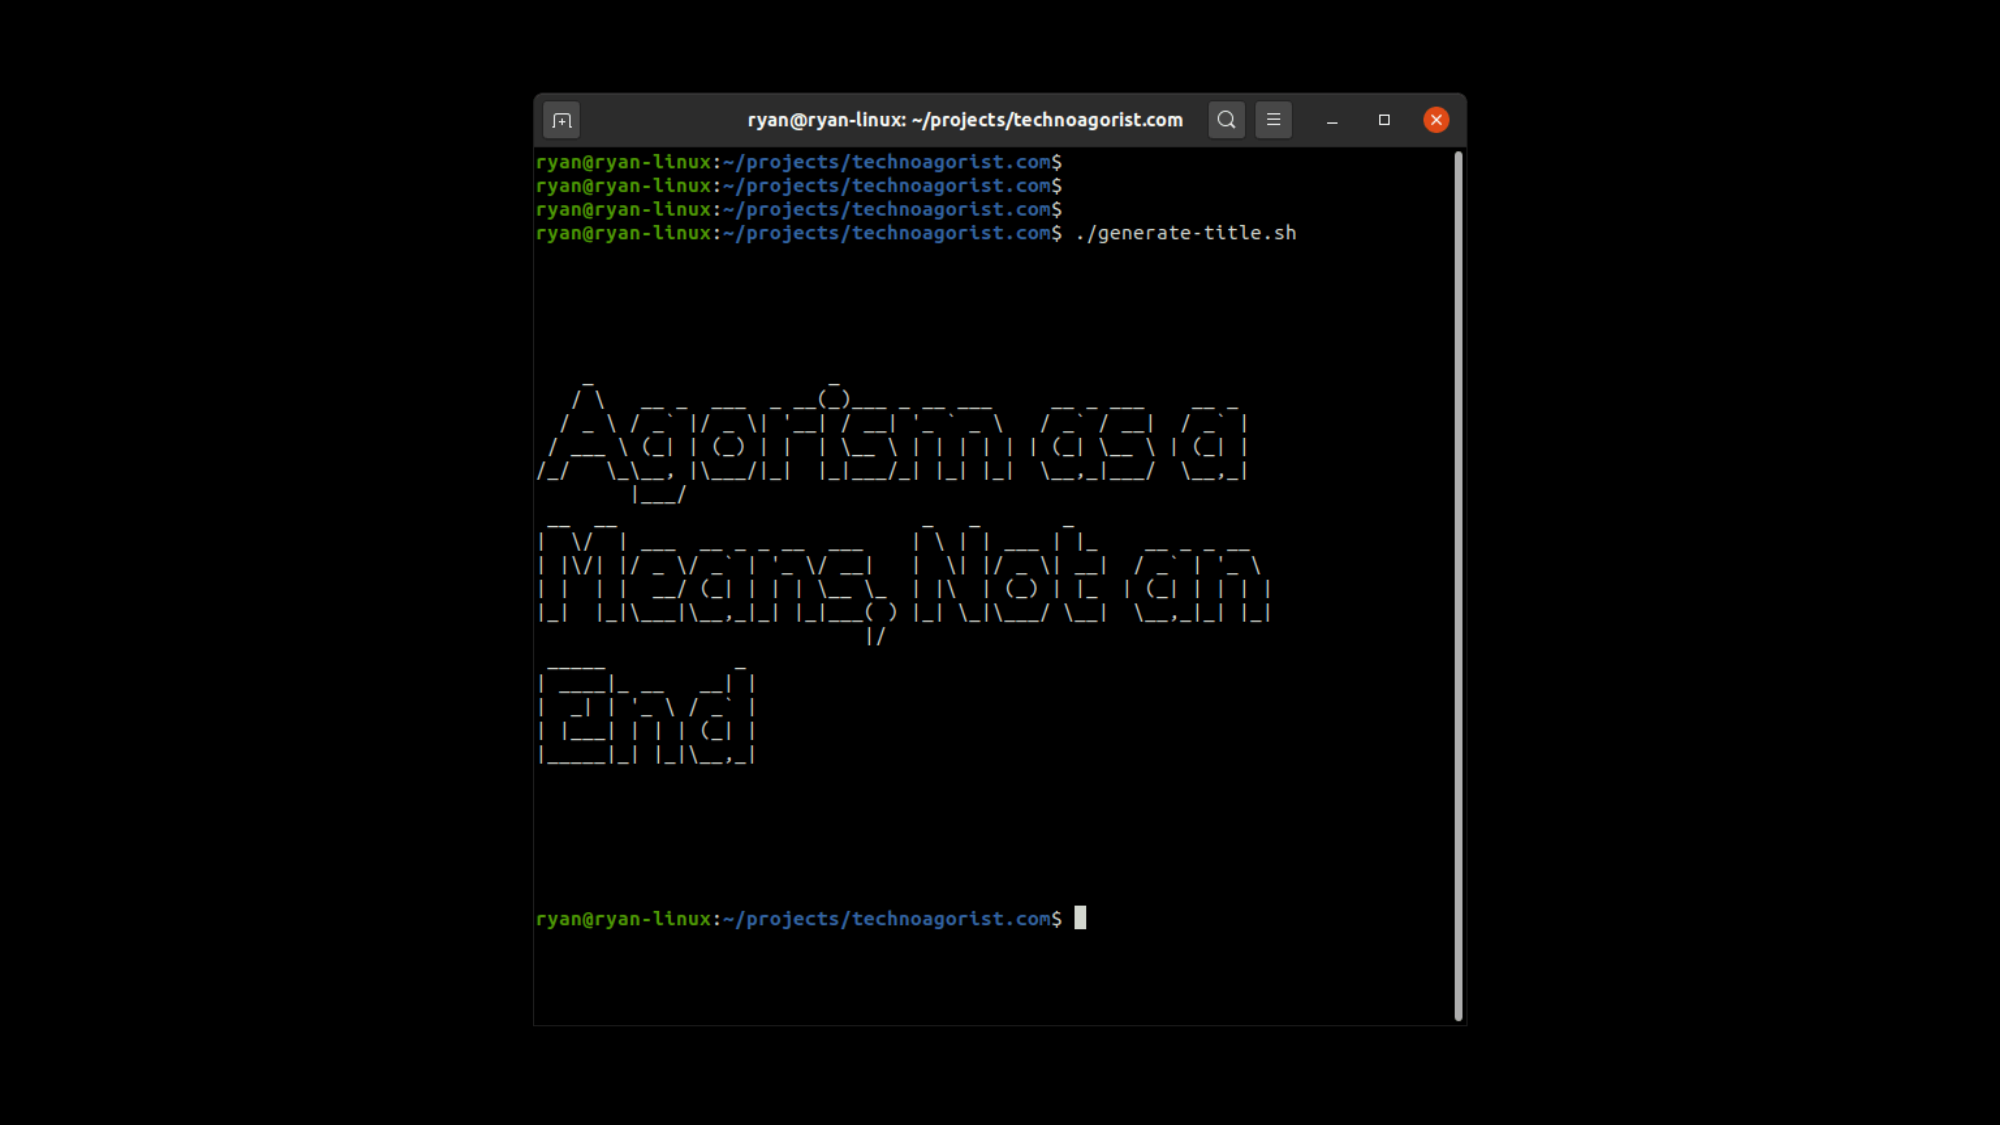 ryan@ryan-linux: ~/projects/technoagorist.com
ryan@ryan-linux:~/projects/technoagorist.com$
ryan@ryan-linux:~/projects/technoagorist.com$
ryan@ryan-linux:~/projects/technoagorist.com$
ryan@ryan-linux:~/projects/technoagorist.com$ ./generate-title.sh
Agorism as a
Means, Not an
End
ryan@ryan-linux:~/projects/technoagorist.com$